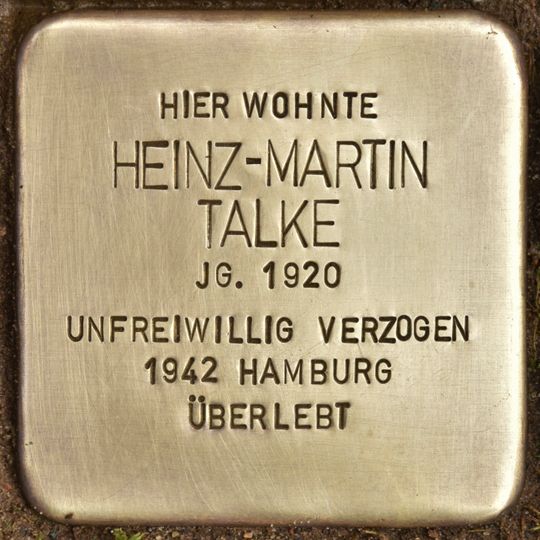 HIER WOHNTE
HEINZ-MARTIN
TALKE
JG. 1920
UNFREIWILLIG VERZOGEN
1942 HAMBURG
ÜBERLEBT